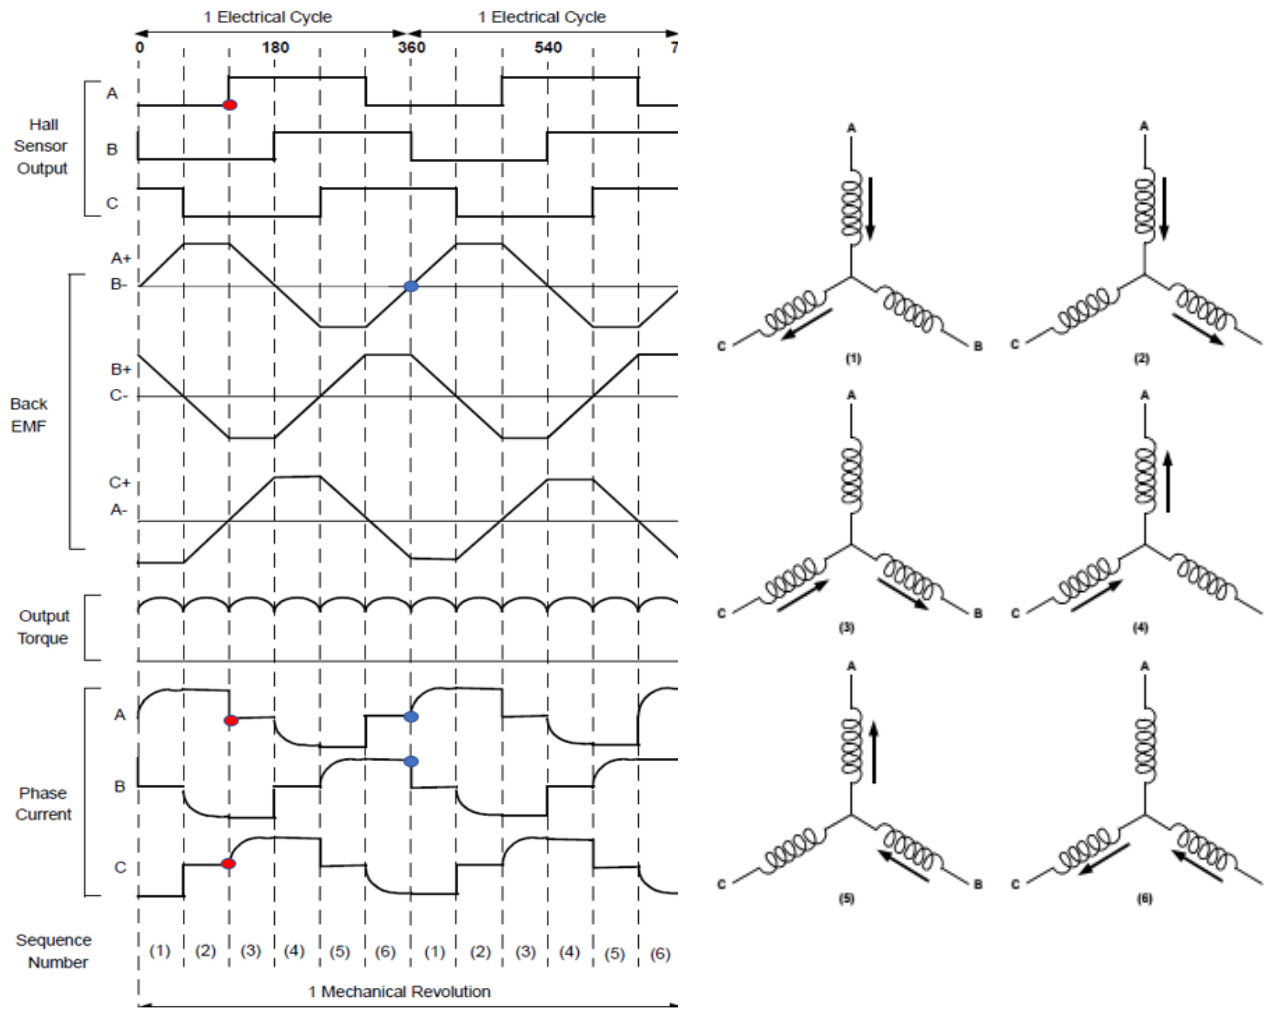 1 Electrical Cycle 1 Electrical Cycle
0 180 360 540 7
Hall
Sensor
Output
A
B
C
Back
EMF
A+
B-
B+
C-
C+
A-
Output
Torque
Phase
Current
A
B
C
Sequence
Number
(1) (2) (3) (4) (5) (6) (1) (2) (3) (4) (5) (6)
1 Mechanical Revolution
A
C B
(1)
A
C
(2)
A
C B
(3)
A
C
(4)
A
C B
(5)
A
C
(6)